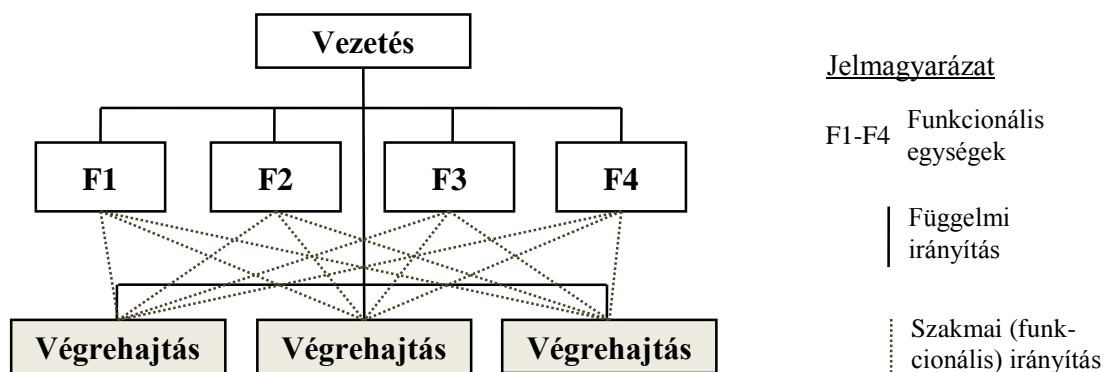 Vezetés
F1 F2 F3 F4
Végrehajtás Végrehajtás Végrehajtás
Jelmagyarázat
F1-F4 Funkcionális
egységek
Függelmi
irányítás
Szakmai (funk-
cionális) irányítás